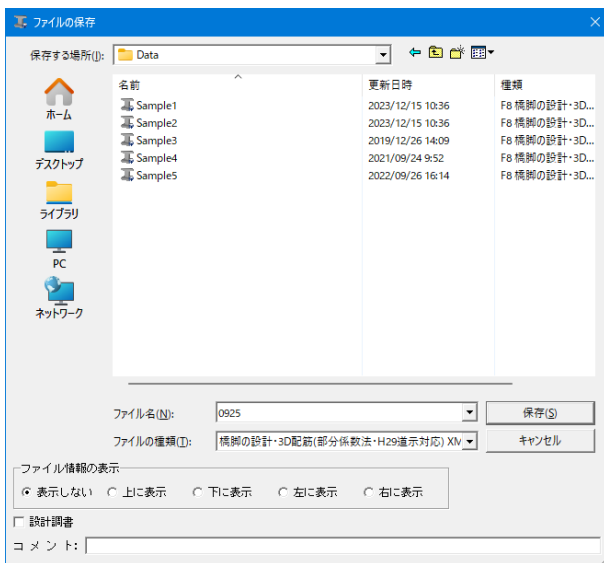 ファイルの保存
保存する場所(I): Data
名前 更新日時 種類
Sample1 2023/12/15 10:36 F8 橋脚の設計・3D...
Sample2 2023/12/15 10:36 F8 橋脚の設計・3D...
Sample3 2019/12/26 14:09 F8 橋脚の設計・3D...
Sample4 2021/09/24 9:52 F8 橋脚の設計・3D...
Sample5 2022/09/26 16:14 F8 橋脚の設計・3D...
ホーム
デスクトップ
ライブラリ
PC
ネットワーク
ファイル名(N): 0925 保存(S)
ファイルの種類(T): 橋脚の設計・3D配筋(部分係数法・H29道示対応) XM キャンセル
ファイル情報の表示
表示しない 上に表示 下に表示 左に表示 右に表示
設計調書
コメント: